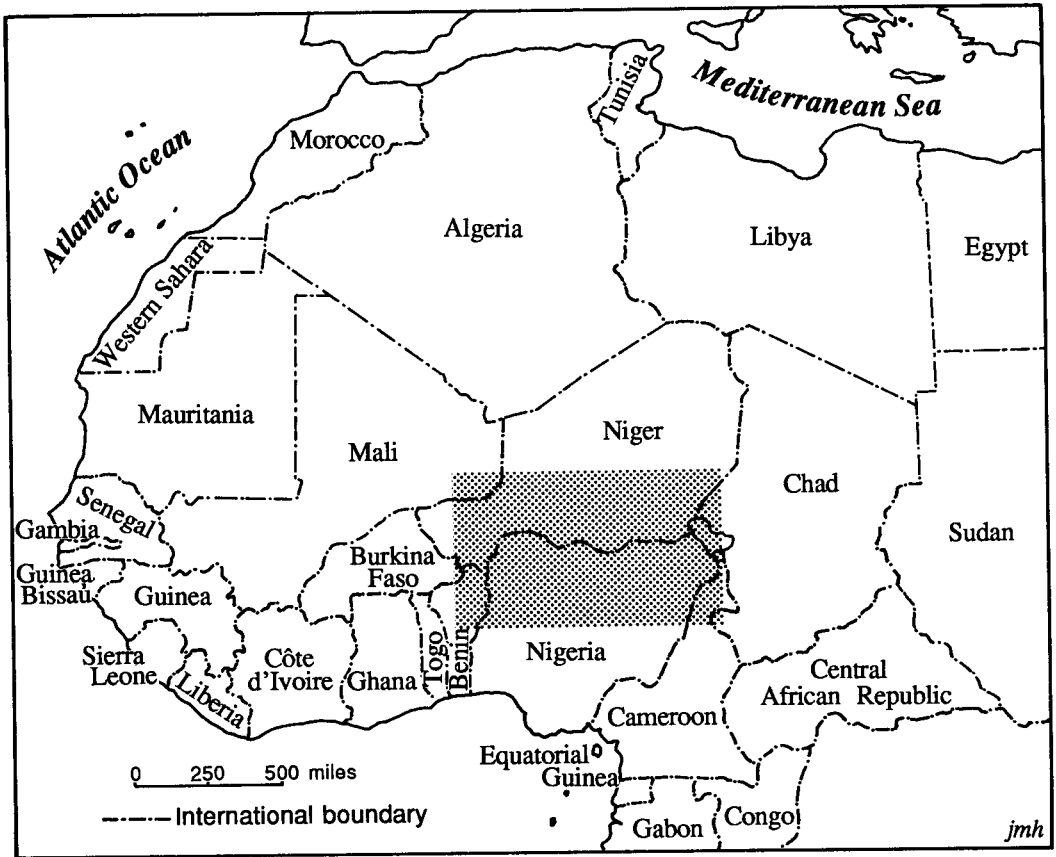 Mediterranean Sea
Atlantic Ocean
Tunisia
Morocco
Algeria
Libya
Egypt
Western Sahara
Mauritania
Mali
Niger
Chad
Sudan
Senegal
Gambia
Guinea
Bissau
Guinea
Burkina
Faso
Sierra
Leone
Liberia
Côte
d'Ivoire
Ghana
Togo
Benin
Nigeria
Cameroon
Central
African Republic
Equatorial
Guinea
Gabon
Congo
0 250 500 miles
International boundary
jmh